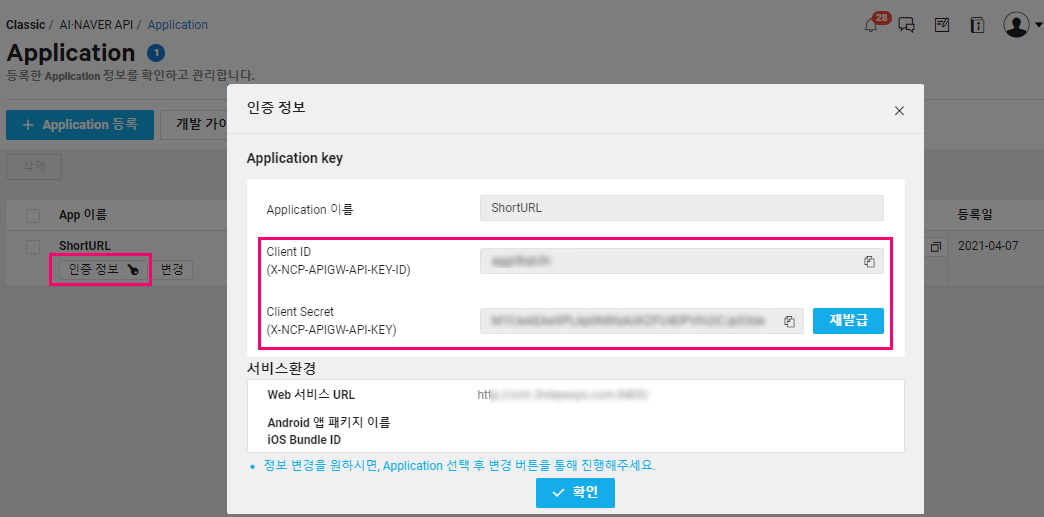 Classic / AI·NAVER API / Application
28
Application 1
등록한 Application 정보를 확인하고 관리합니다.
+ Application 등록
개발 가이
삭제
App 이름
등록일
ShortURL
2021-04-07
인증 정보
변경
인증 정보
Application key
Application 이름
ShortURL
Client ID
(X-NCP-APIGW-API-KEY-ID)
Client Secret
(X-NCP-APIGW-API-KEY)
재발급
서비스환경
Web 서비스 URL
Android 앱 패키지 이름
iOS Bundle ID
정보 변경을 원하시면, Application 선택 후 변경 버튼을 통해 진행해주세요.
확인